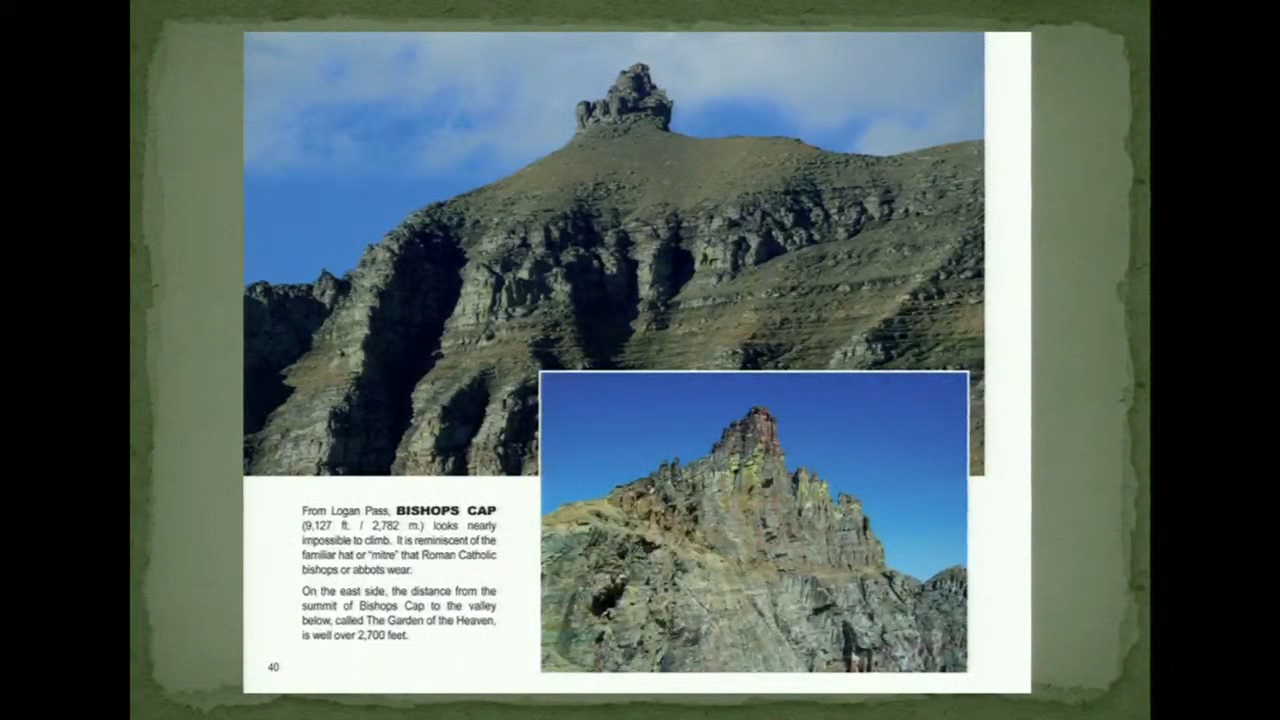 From Logan Pass, BISHOPS CAP
(9,127 ft. / 2,782 m.) looks nearly
impossible to climb. It is reminiscent of the
familiar hat or “mitre” that Roman Catholic
bishops or abbots wear.
On the east side, the distance from the
summit of Bishops Cap to the valley
below, called The Garden of the Heaven,
is well over 2,700 feet.
40